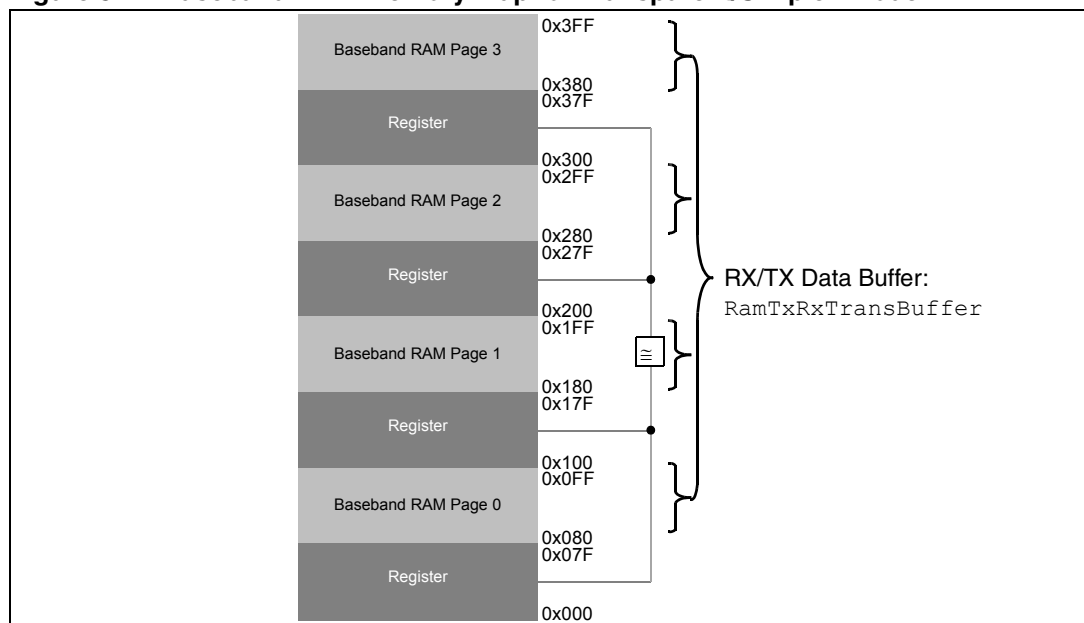 0x3FF
Baseband RAM Page 3
0x380
0x37F
Register
0x300
0x2FF
Baseband RAM Page 2
0x280
0x27F
Register
RX/TX Data Buffer:
RamTxRxTransBuffer
0x200
0x1FF
Baseband RAM Page 1
≅
0x180
0x17F
Register
0x100
0x0FF
Baseband RAM Page 0
0x080
0x07F
Register
0x000